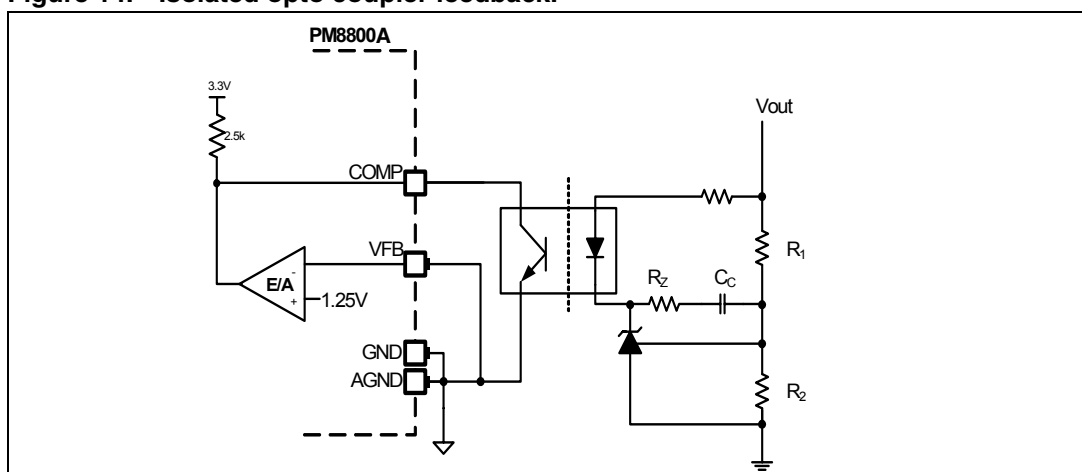 Figure 14. Isolated opto-coupler feedback.
PM8800A
3.3V
2.5k
Vout
COMP
R1
VFB
RZ
CC
E/A
-
+
1.25V
GND
AGND
R2